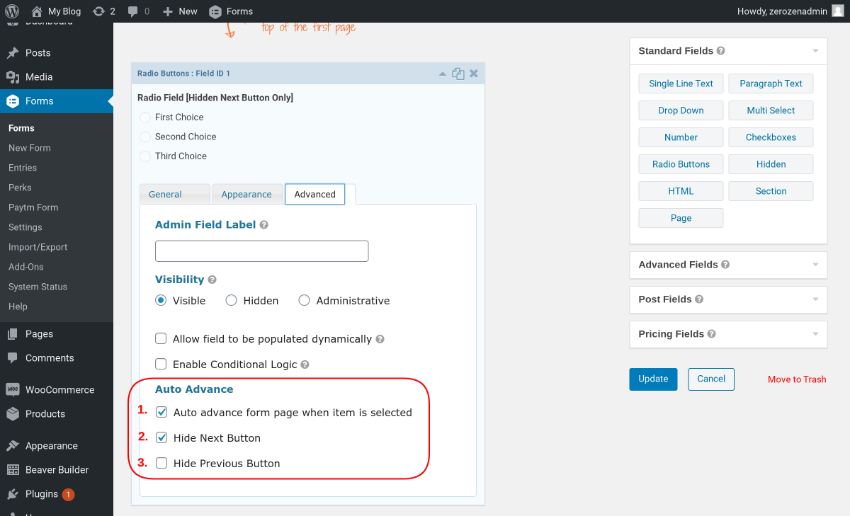 My Blog
2
0
New
Forms
Howdy, zerozenadmin
Dashboard
Posts
Media
Forms
Forms
New Form
Entries
Perks
Paytm Form
Settings
Import/Export
Add-Ons
System Status
Help
Pages
Comments
WooCommerce
Products
Appearance
Beaver Builder
Plugins 1
top of the first page
Radio Buttons : Field ID 1
Radio Field [Hidden Next Button Only]
First Choice
Second Choice
Third Choice
General
Appearance
Advanced
Admin Field Label ?
Visibility ?
Visible
Hidden
Administrative
Allow field to be populated dynamically ?
Enable Conditional Logic ?
Auto Advance
1. Auto advance form page when item is selected
2. Hide Next Button
3. Hide Previous Button
Standard Fields ?
Single Line Text
Paragraph Text
Drop Down
Multi Select
Number
Checkboxes
Radio Buttons
Hidden
HTML
Section
Page
Advanced Fields ?
Post Fields ?
Pricing Fields ?
Update
Cancel
Move to Trash